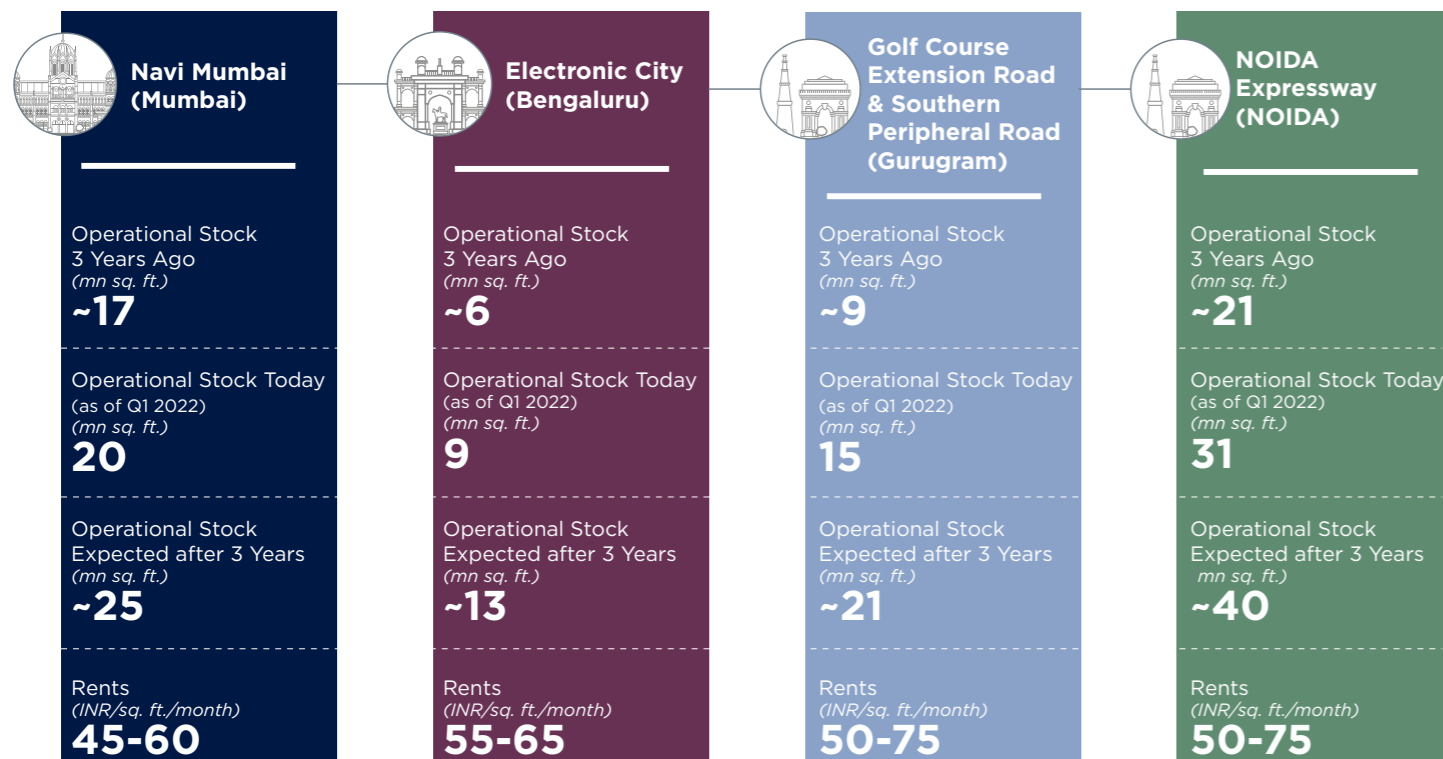 Navi Mumbai
(Mumbai)
Operational Stock
3 Years Ago
(mn sq. ft.)
~17
Operational Stock Today
(as of Q1 2022)
(mn sq. ft.)
20
Operational Stock
Expected after 3 Years
(mn sq. ft.)
~25
Rents
(INR/sq. ft./month)
45-60
Electronic City
(Bengaluru)
Operational Stock
3 Years Ago
(mn sq. ft.)
~6
Operational Stock Today
(as of Q1 2022)
(mn sq. ft.)
9
Operational Stock
Expected after 3 Years
(mn sq. ft.)
~13
Rents
(INR/sq. ft./month)
55-65
Golf Course
Extension Road
& Southern
Peripheral Road
(Gurugram)
Operational Stock
3 Years Ago
(mn sq. ft.)
~9
Operational Stock Today
(as of Q1 2022)
(mn sq. ft.)
15
Operational Stock
Expected after 3 Years
(mn sq. ft.)
~21
Rents
(INR/sq. ft./month)
50-75
NOIDA
Expressway
(NOIDA)
Operational Stock
3 Years Ago
(mn sq. ft.)
~21
Operational Stock Today
(as of Q1 2022)
(mn sq. ft.)
31
Operational Stock
Expected after 3 Years
mn sq. ft.)
~40
Rents
(INR/sq. ft./month)
50-75